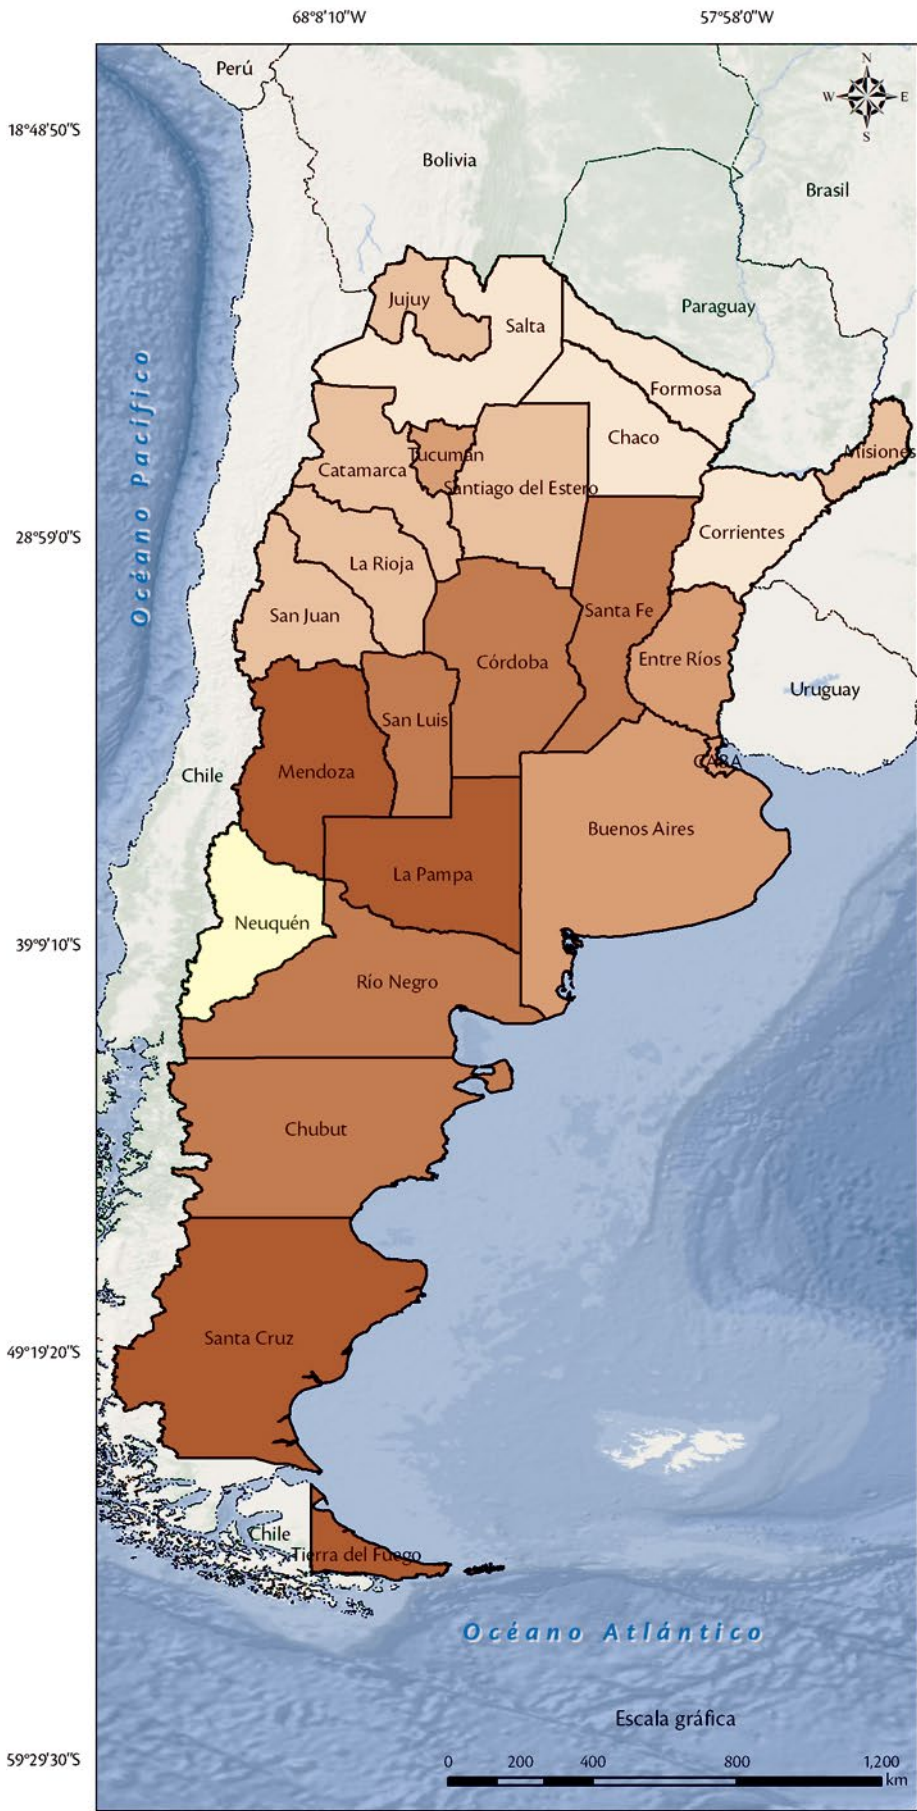 68°8'10"W
57°58'0"W
Perú
N
W
E
S
18°48'50"S
Bolivia
Brasil
Jujuy
Paraguay
Salta
Formosa
Chaco
Misiones
Tucumán
Catamarca
Santiago del Estero
Océano Pacífico
28°59'0"S
Corrientes
La Rioja
San Juan
Santa Fe
Entre Ríos
Córdoba
Uruguay
San Luis
CABA
Chile
Mendoza
Buenos Aires
La Pampa
Neuquén
39°9'10"S
Río Negro
Chubut
Santa Cruz
49°19'20"S
Chile
Tierra del Fuego
Océano Atlántico
Escala gráfica
59°29'30"S
0 200 400 800 1,200
km